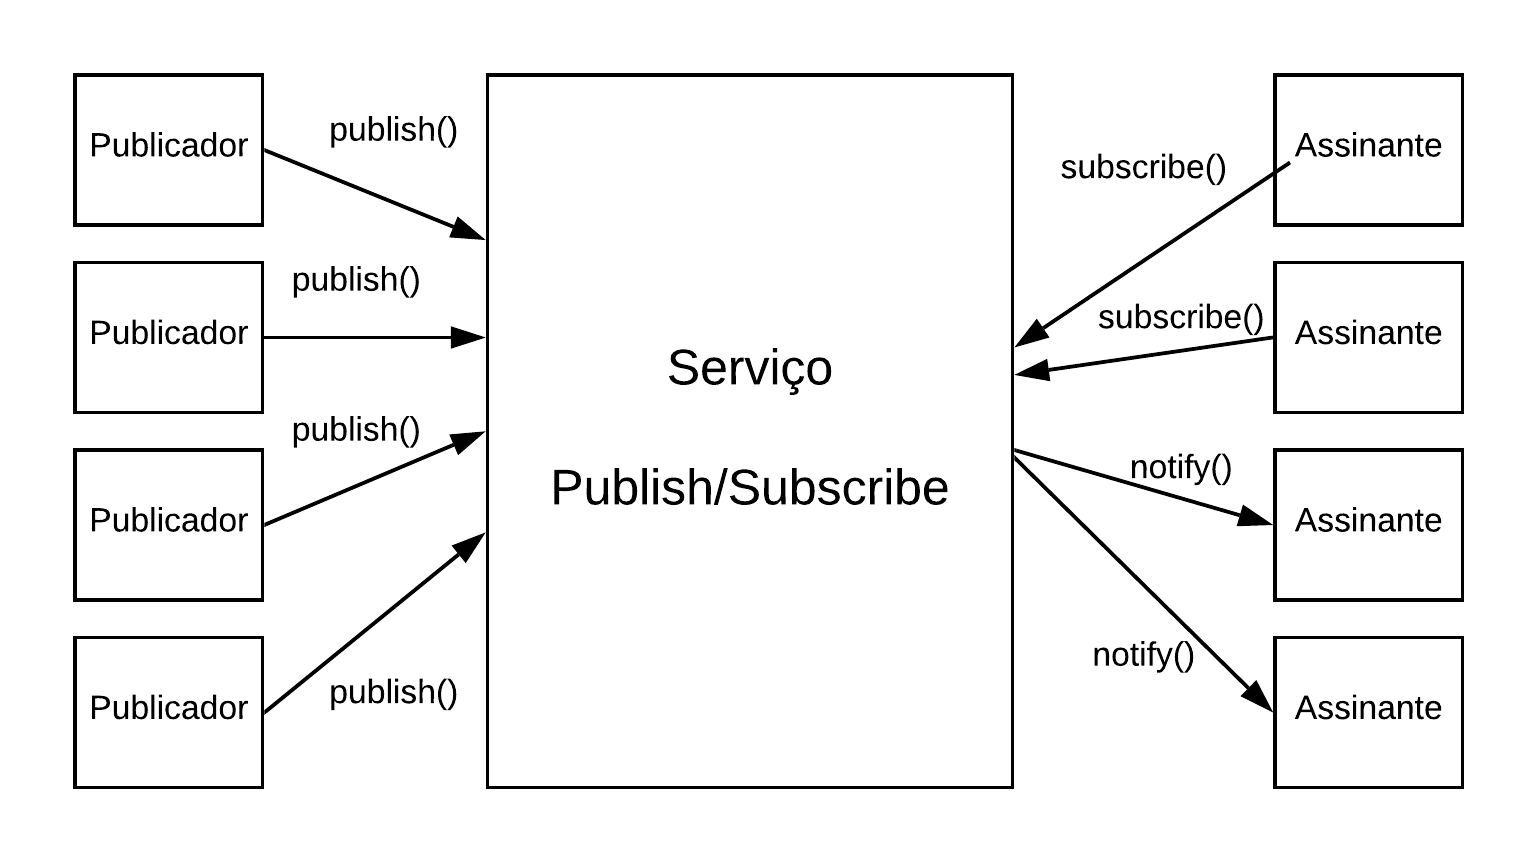 Publicador
publish()
Publicador
publish()
Publicador
publish()
Publicador
publish()
Serviço
Publish/Subscribe
subscribe()
Assinante
subscribe()
Assinante
notify()
Assinante
notify()
Assinante